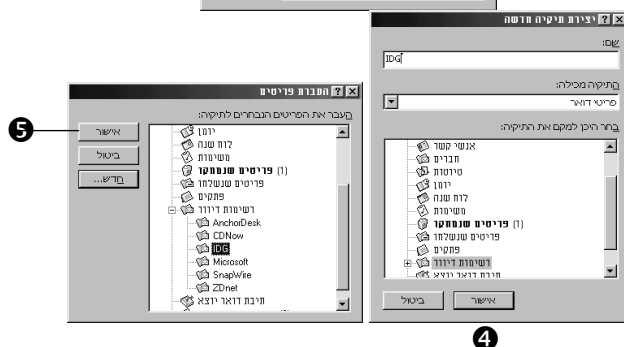 יצירת תיקיה חדשה
שם:
IDG
התיקיה מכילה:
פריטי דואר
בחר היכן למקם את התיקיה:
אנשי קשר
חברים
טיוטות
יומן
לוח שנה
משימות
פריטים שנמחקו (1)
פריטים שנשלחו
פתקים
רשימות דיוור
תיבת דואר יוצא
אישור
ביטול
4
העברת פריטים
העבר את הפריטים הנבחרים לתיקיה:
יומן
לוח שנה
משימות
פריטים שנמחקו (1)
פריטים שנשלחו
פתקים
רשימות דיוור
AnchorDesk
CDNow
IDG
Microsoft
SnapWire
ZDnet
תיבת דואר יוצא
אישור
ביטול
חדש...
5